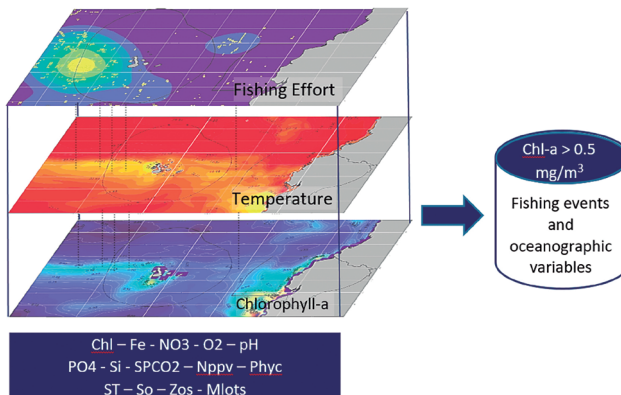 Fishing Effort
Temperature
Chlorophyll-a
Chl-a > 0.5
mg/m³
Fishing events
and
oceanographic
variables
Chl – Fe - NO3 - O2 – pH
PO4 - Si - SPCO2 – Nppv – Phyc
ST – So – Zos - Mlots